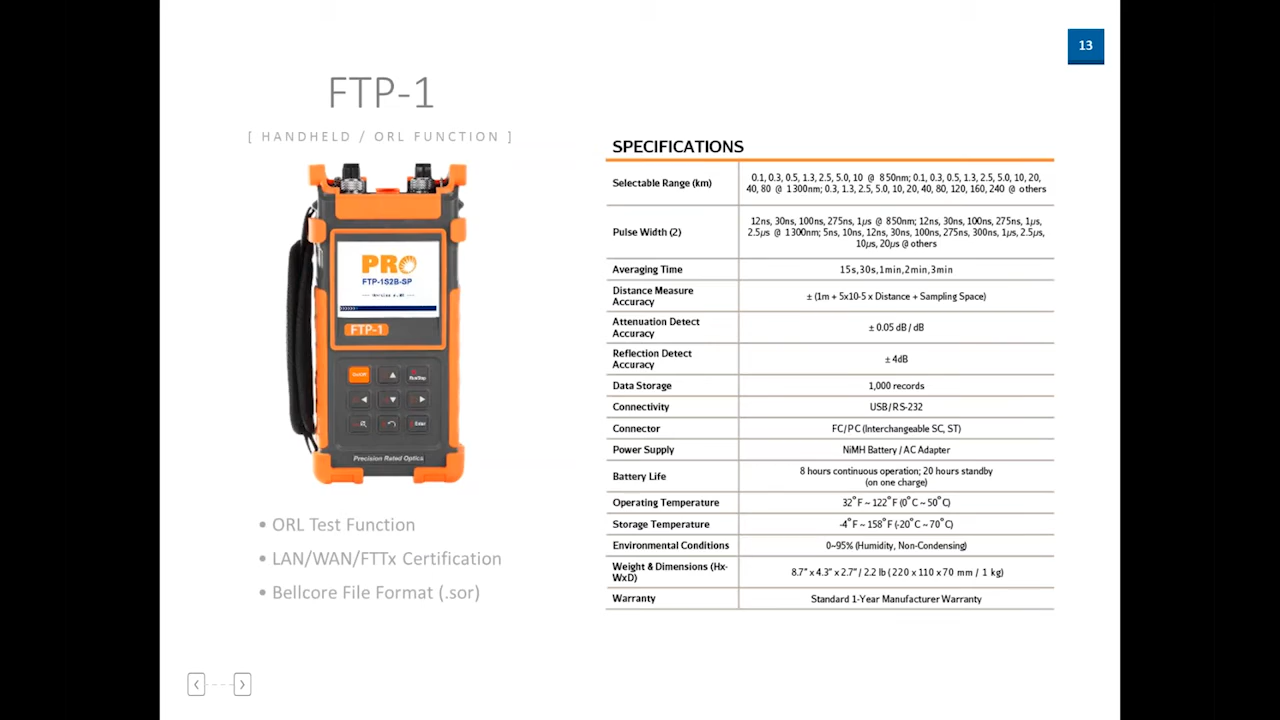 13
FTP-1
[ HANDHELD / ORL FUNCTION ]
PRO
FTP-1S2B-SP
FTP-1
On/Off
Run/Stop
Enter
Precision Rated Optics
• ORL Test Function
• LAN/WAN/FTTx Certification
• Bellcore File Format (.sor)
SPECIFICATIONS
Selectable Range (km)
0.1, 0.3, 0.5, 1.3, 2.5, 5.0, 10 @ 850nm; 0.1, 0.3, 0.5, 1.3, 2.5, 5.0, 10, 20,
40, 80 @ 1300nm; 0.3, 1.3, 2.5, 5.0, 10, 20, 40, 80, 120, 160, 240 @ others
Pulse Width (2)
12ns, 30ns, 100ns, 275ns, 1µs @ 850nm; 12ns, 30ns, 100ns, 275ns, 1µs,
2.5µs @ 1300nm; 5ns, 10ns, 12ns, 30ns, 100ns, 275ns, 300ns, 1µs, 2.5µs,
10µs, 20µs @ others
Averaging Time
15s,30s,1min,2min,3min
Distance Measure
Accuracy
± (1m + 5x10-5 x Distance + Sampling Space)
Attenuation Detect
Accuracy
± 0.05 dB / dB
Reflection Detect
Accuracy
± 4dB
Data Storage
1,000 records
Connectivity
USB/RS-232
Connector
FC/PC (Interchangeable SC, ST)
Power Supply
NiMH Battery / AC Adapter
Battery Life
8 hours continuous operation; 20 hours standby
(on one charge)
Operating Temperature
32°F ~ 122°F (0°C ~ 50°C)
Storage Temperature
-4°F ~ 158°F (-20°C ~ 70°C)
Environmental Conditions
0~95% (Humidity, Non-Condensing)
Weight & Dimensions (Hx-
WxD)
8.7" x 4.3" x 2.7" / 2.2 lb (220 x 110 x 70 mm / 1 kg)
Warranty
Standard 1-Year Manufacturer Warranty